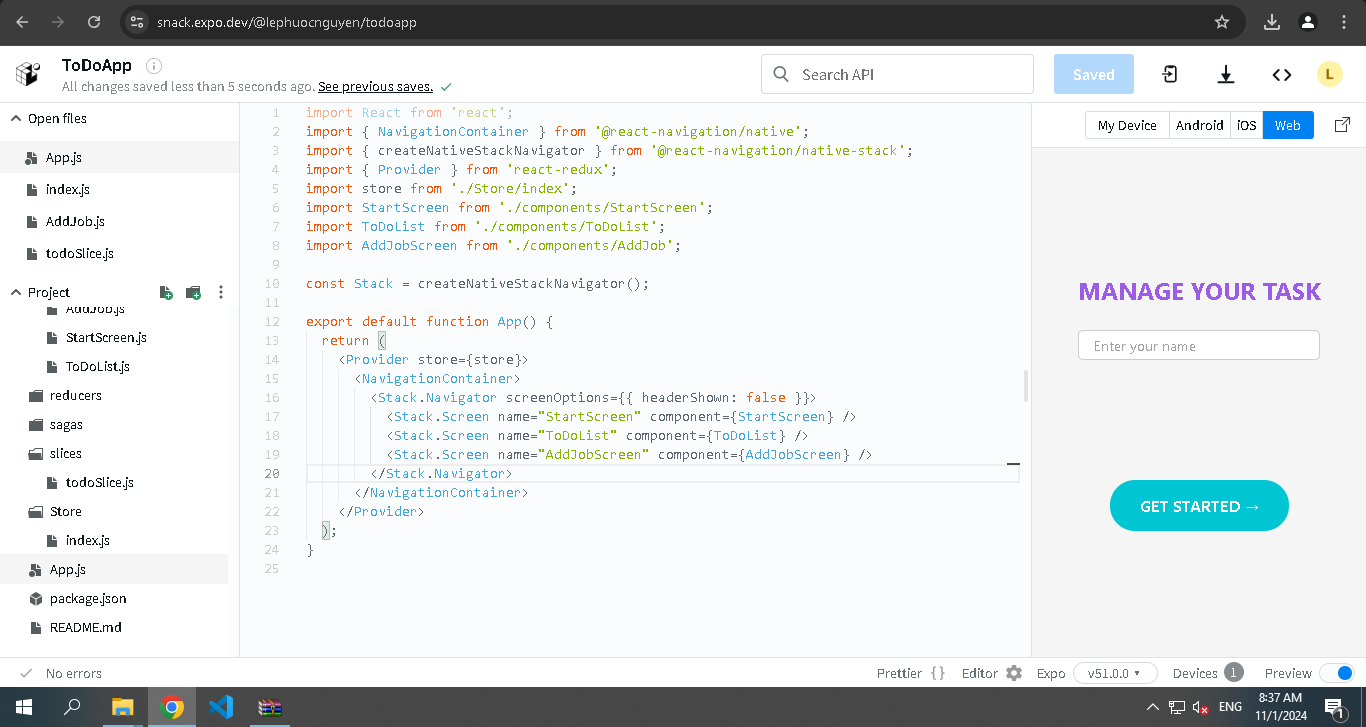 snack.expo.dev/@lephuocnguyen/todoapp
ToDoApp
All changes saved less than 5 seconds ago. See previous saves.
Search API
Saved
L
Open files
App.js
index.js
AddJob.js
todoSlice.js
Project
AddJob.js
StartScreen.js
ToDoList.js
reducers
sagas
slices
todoSlice.js
Store
index.js
App.js
package.json
README.md
1 import React from 'react';
2 import { NavigationContainer } from '@react-navigation/native';
3 import { createNativeStackNavigator } from '@react-navigation/native-stack';
4 import { Provider } from 'react-redux';
5 import store from './Store/index';
6 import StartScreen from './components/StartScreen';
7 import ToDoList from './components/ToDoList';
8 import AddJobScreen from './components/AddJob';
9
10 const Stack = createNativeStackNavigator();
11
12 export default function App() {
13 return (
14 <Provider store={store}>
15 <NavigationContainer>
16 <Stack.Navigator screenOptions={{ headerShown: false }}>
17 <Stack.Screen name="StartScreen" component={StartScreen} />
18 <Stack.Screen name="ToDoList" component={ToDoList} />
19 <Stack.Screen name="AddJobScreen" component={AddJobScreen} />
20 </Stack.Navigator>
21 </NavigationContainer>
22 </Provider>
23 );
24 }
25
My Device Android iOS Web
MANAGE YOUR TASK
Enter your name
GET STARTED →
No errors
Prettier {} Editor Expo v51.0.0 Devices 1 Preview
ENG
8:37 AM
11/1/2024
1